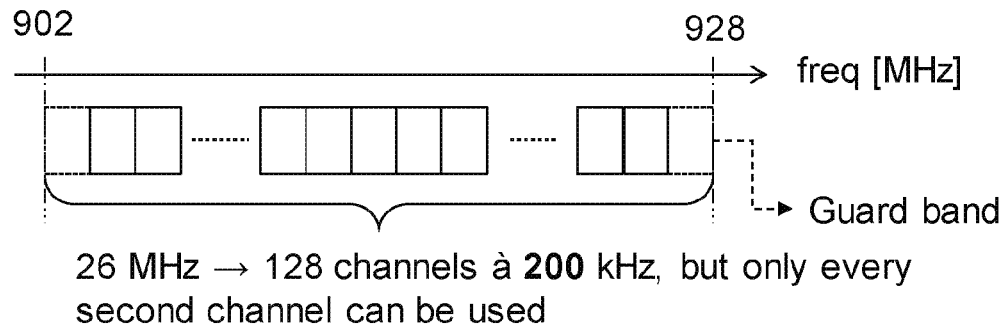 902
928
freq [MHz]
Guard band
26 MHz → 128 channels à 200 kHz, but only every
second channel can be used